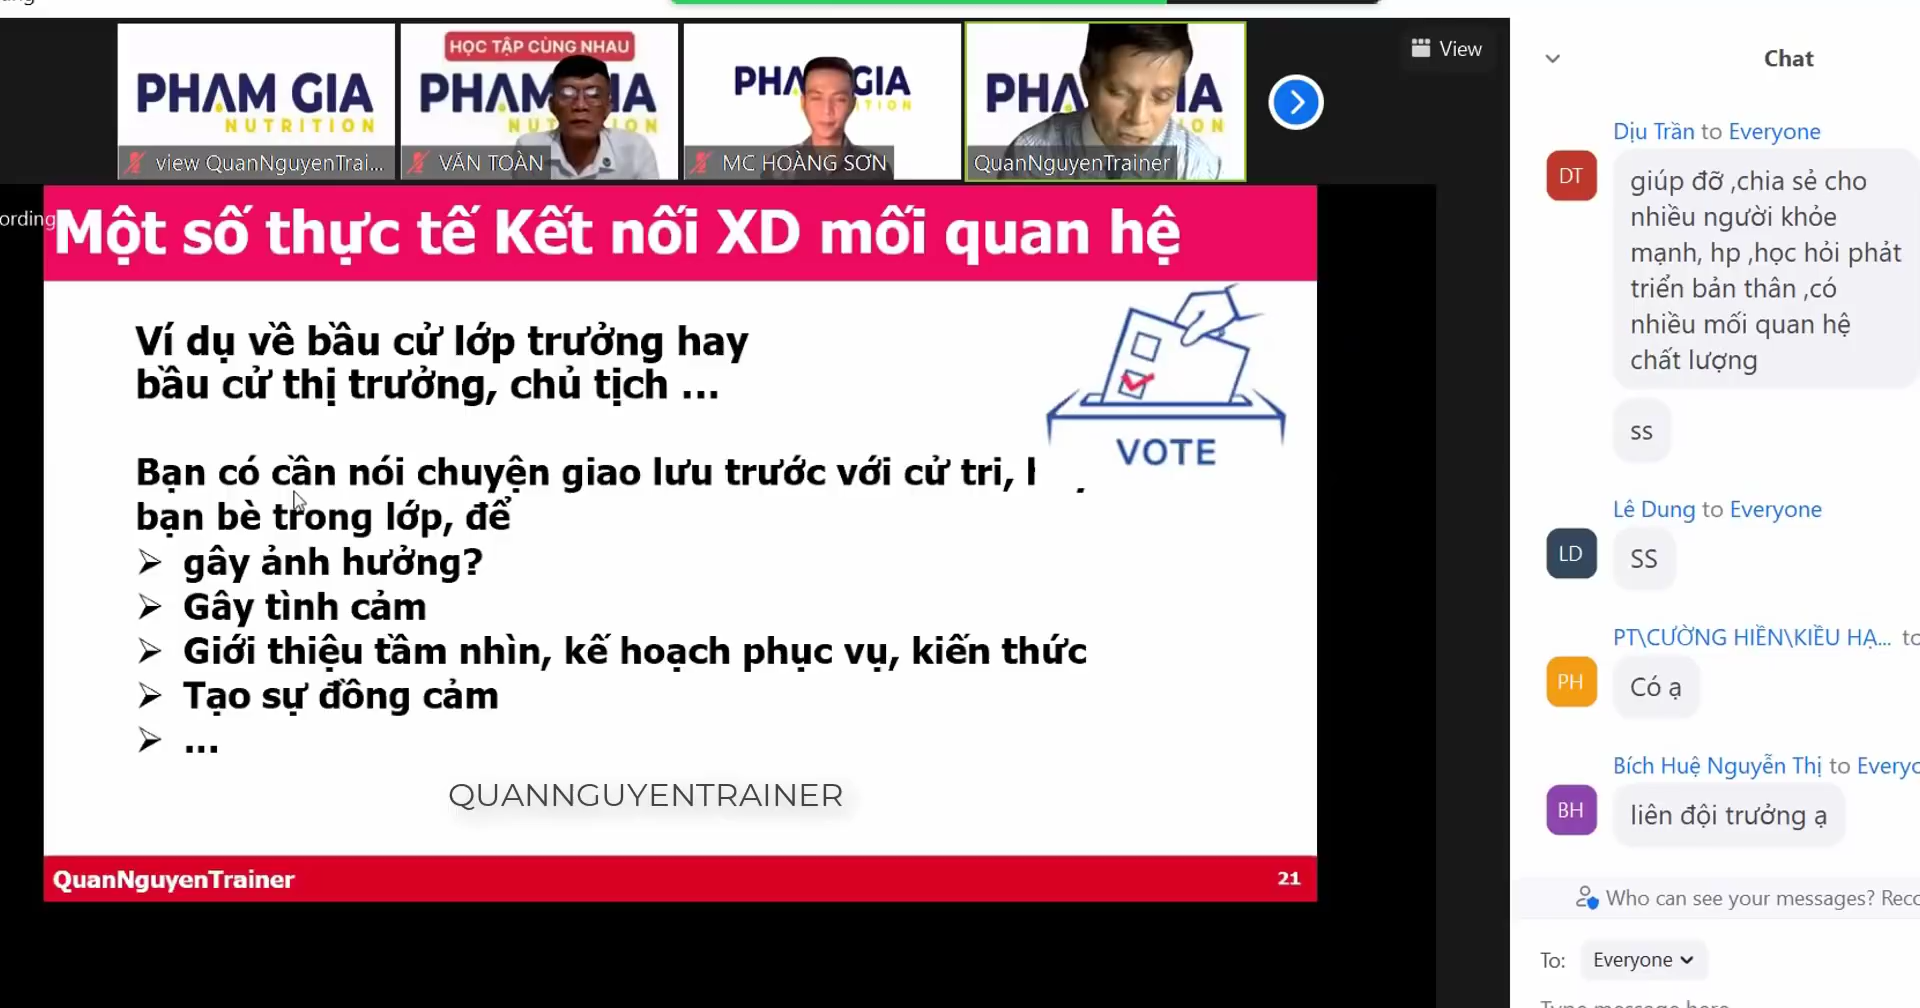 View
Chat
PHAM GIA
NUTRITION
view QuanNguyenTrai...
HỌC TẬP CÙNG NHAU
VĂN TOÀN
MC HOÀNG SƠN
QuanNguyenTrainer
Một số thực tế Kết nối XD mối quan hệ
Ví dụ về bầu cử lớp trưởng hay
bầu cử thị trưởng, chủ tịch ...
VOTE
Bạn có cần nói chuyện giao lưu trước với cử tri,
bạn bè trong lớp, để
➢ gây ảnh hưởng?
➢ Gây tình cảm
➢ Giới thiệu tầm nhìn, kế hoạch phục vụ, kiến thức
➢ Tạo sự đồng cảm
➢ ...
QUANNGUYENTRAINER
QuanNguyenTrainer
21
Dịu Trần to Everyone
DT
giúp đỡ ,chia sẻ cho
nhiều người khỏe
mạnh, hp ,học hỏi phát
triển bản thân ,có
nhiều mối quan hệ
chất lượng
ss
Lê Dung to Everyone
LD
SS
PT\CƯỜNG HIỀN\KIỀU HẠ... to
PH
Có ạ
Bích Huệ Nguyễn Thị to
BH
liên đội trưởng ạ
Who can see your messages?
To: Everyone